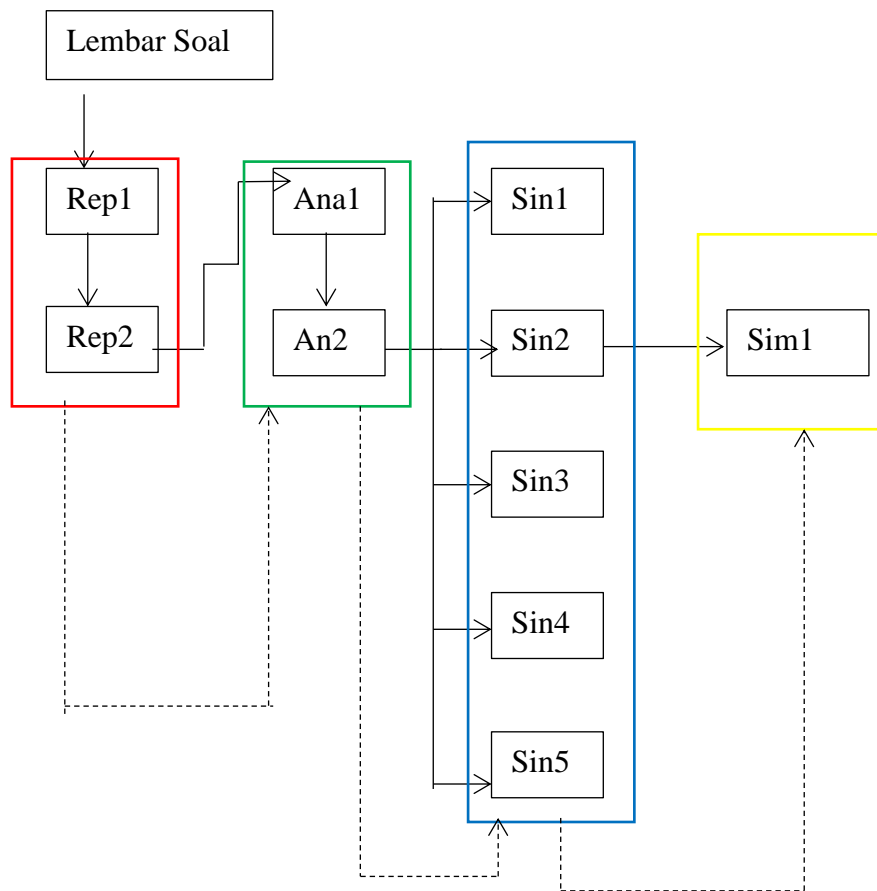 Lembar Soal
Rep1
Rep2
Ana1
An2
Sin1
Sin2
Sin3
Sin4
Sin5
Sim1